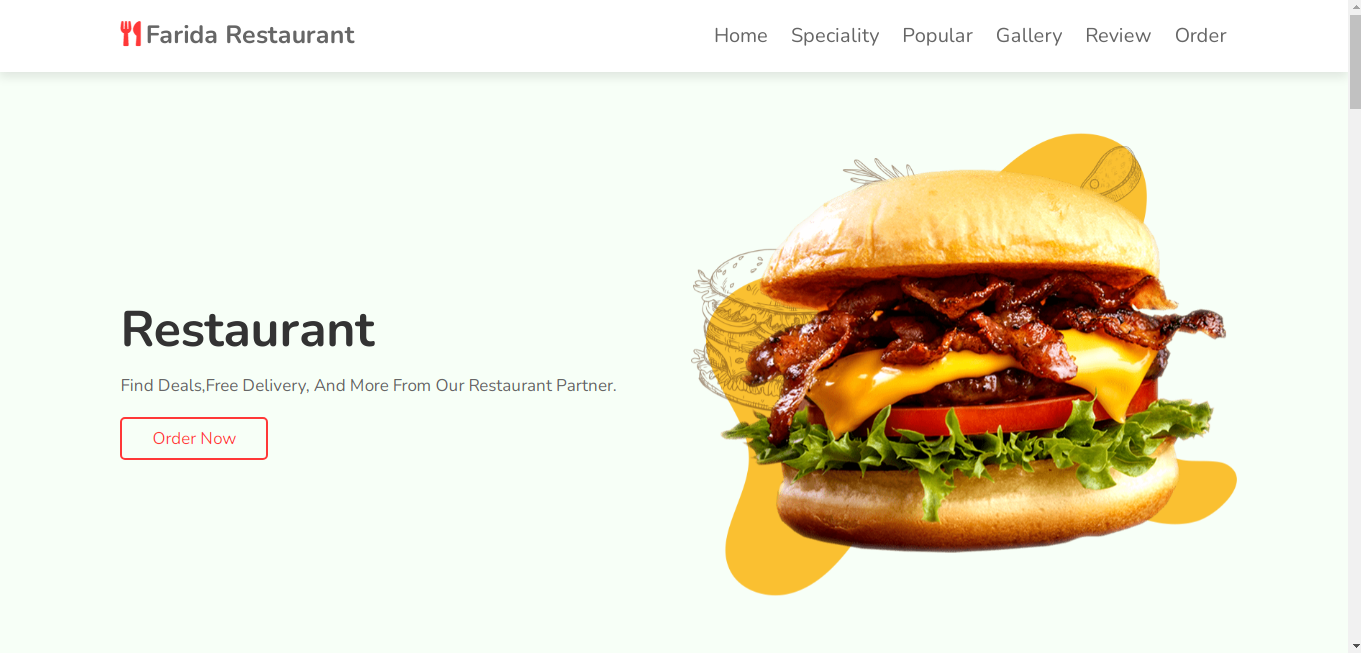 Farida Restaurant
Home Speciality Popular Gallery Review Order
Restaurant
Find Deals,Free Delivery, And More From Our Restaurant Partner.
Order Now